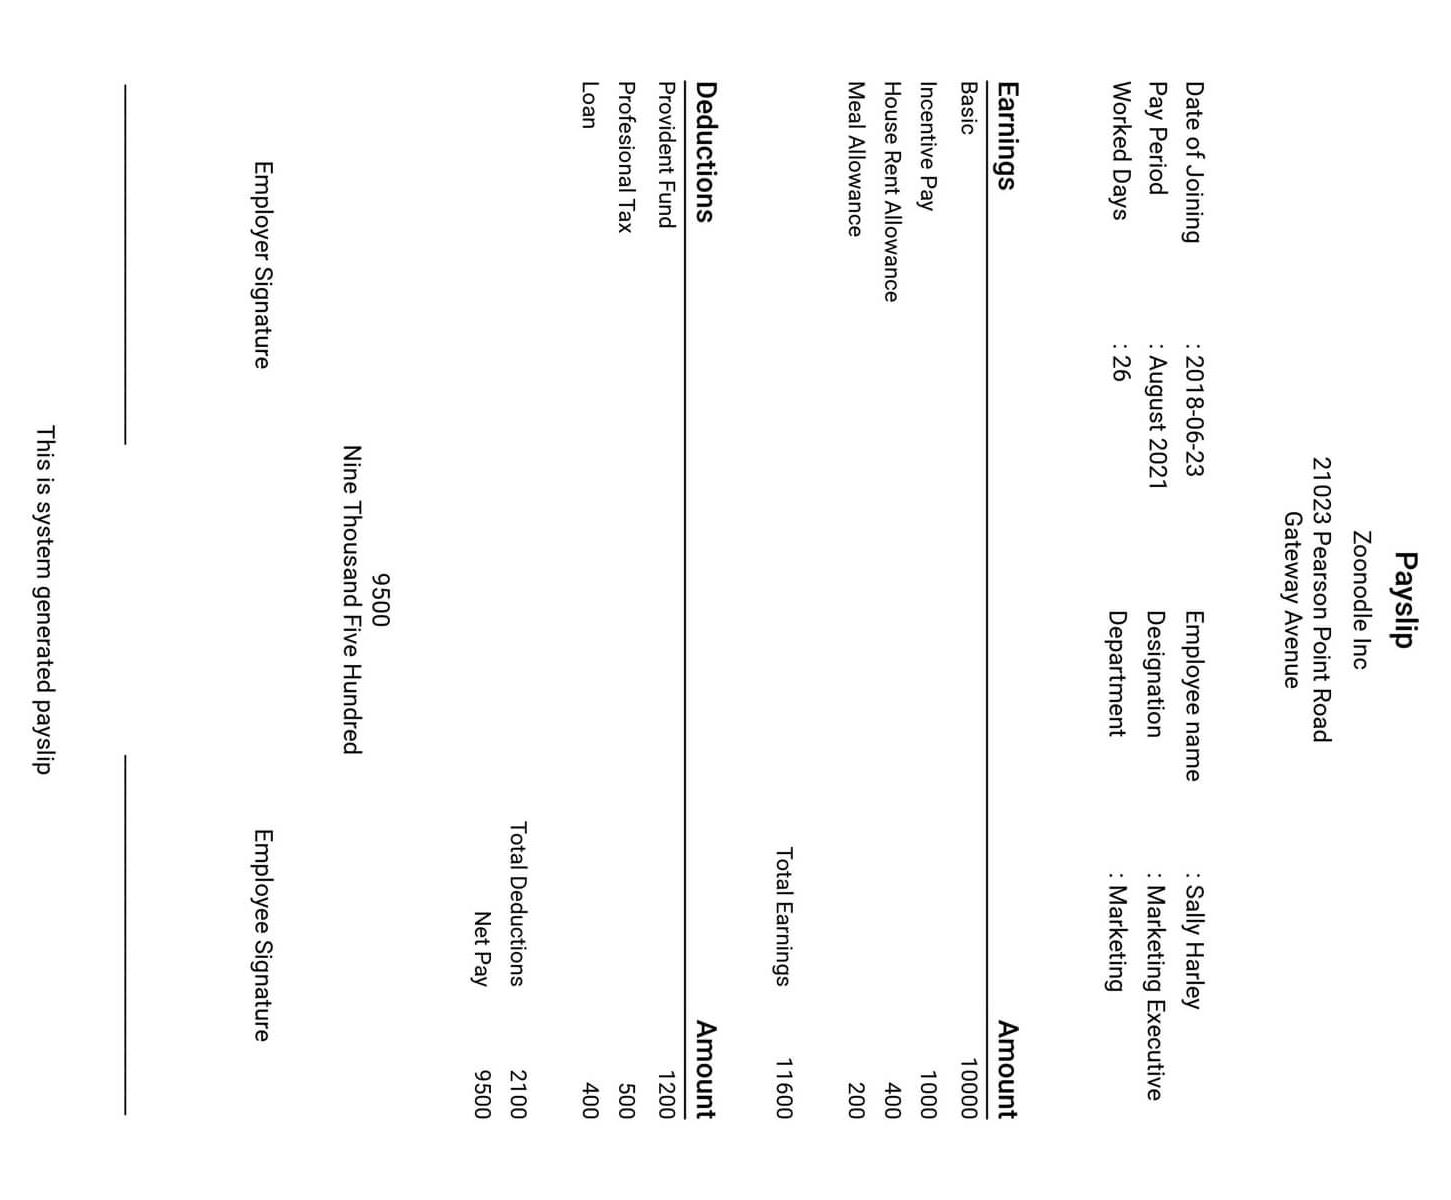 Payslip
Zoonodle Inc
21023 Pearson Point Road
Gateway Avenue
Date of Joining : 2018-06-23 Employee name : Sally Harley
Pay Period : August 2021 Designation : Marketing Executive
Worked Days : 26 Department : Marketing
Earnings Amount
Basic 10000
Incentive Pay 1000
House Rent Allowance 400
Meal Allowance 200
Total Earnings 11600
Deductions Amount
Provident Fund 1200
Profesional Tax 500
Loan 400
Total Deductions 2100
Net Pay 9500
9500
Nine Thousand Five Hundred
Employer Signature Employee Signature
This is system generated payslip